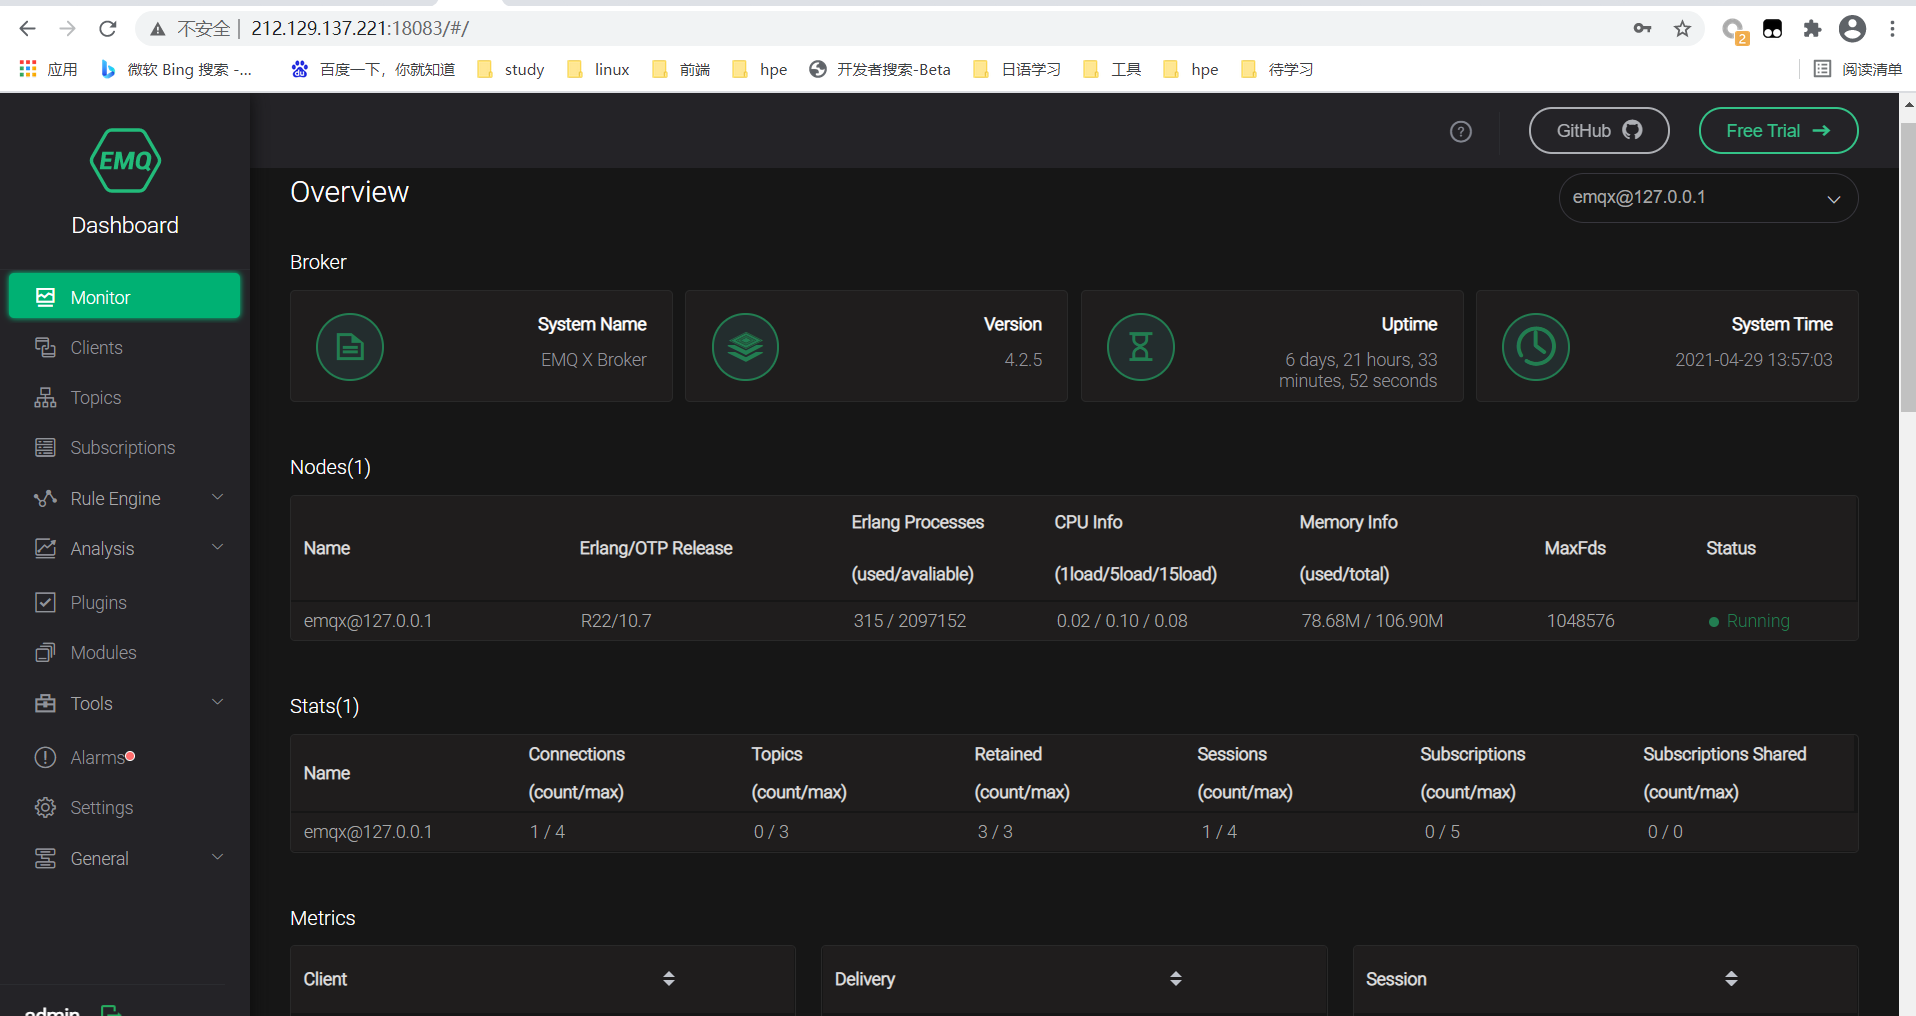 不安全 | 212.129.137.221:18083/#/
2
应用 微软 Bing 搜索 -... 百度一下，你就知道 study linux 前端 hpe 开发者搜索-Beta 日语学习 工具 hpe 待学习 阅读清单
EMQ
Dashboard
Monitor
Clients
Topics
Subscriptions
Rule Engine
Analysis
Plugins
Modules
Tools
Alarms
Settings
General
admin
? GitHub Free Trial
Overview
emqx@127.0.0.1
Broker
System Name
EMQ X Broker
Version
4.2.5
Uptime
6 days, 21 hours, 33
minutes, 52 seconds
System Time
2021-04-29 13:57:03
Nodes(1)
Name Erlang/OTP Release Erlang Processes (used/avaliable) CPU Info (1load/5load/15load) Memory Info (used/total) MaxFds Status
emqx@127.0.0.1 R22/10.7 315 / 2097152 0.02 / 0.10 / 0.08 78.68M / 106.90M 1048576 Running
Stats(1)
Name Connections (count/max) Topics (count/max) Retained (count/max) Sessions (count/max) Subscriptions (count/max) Subscriptions Shared (count/max)
emqx@127.0.0.1 1 / 4 0 / 3 3 / 3 1 / 4 0 / 5 0 / 0
Metrics
Client Delivery Session